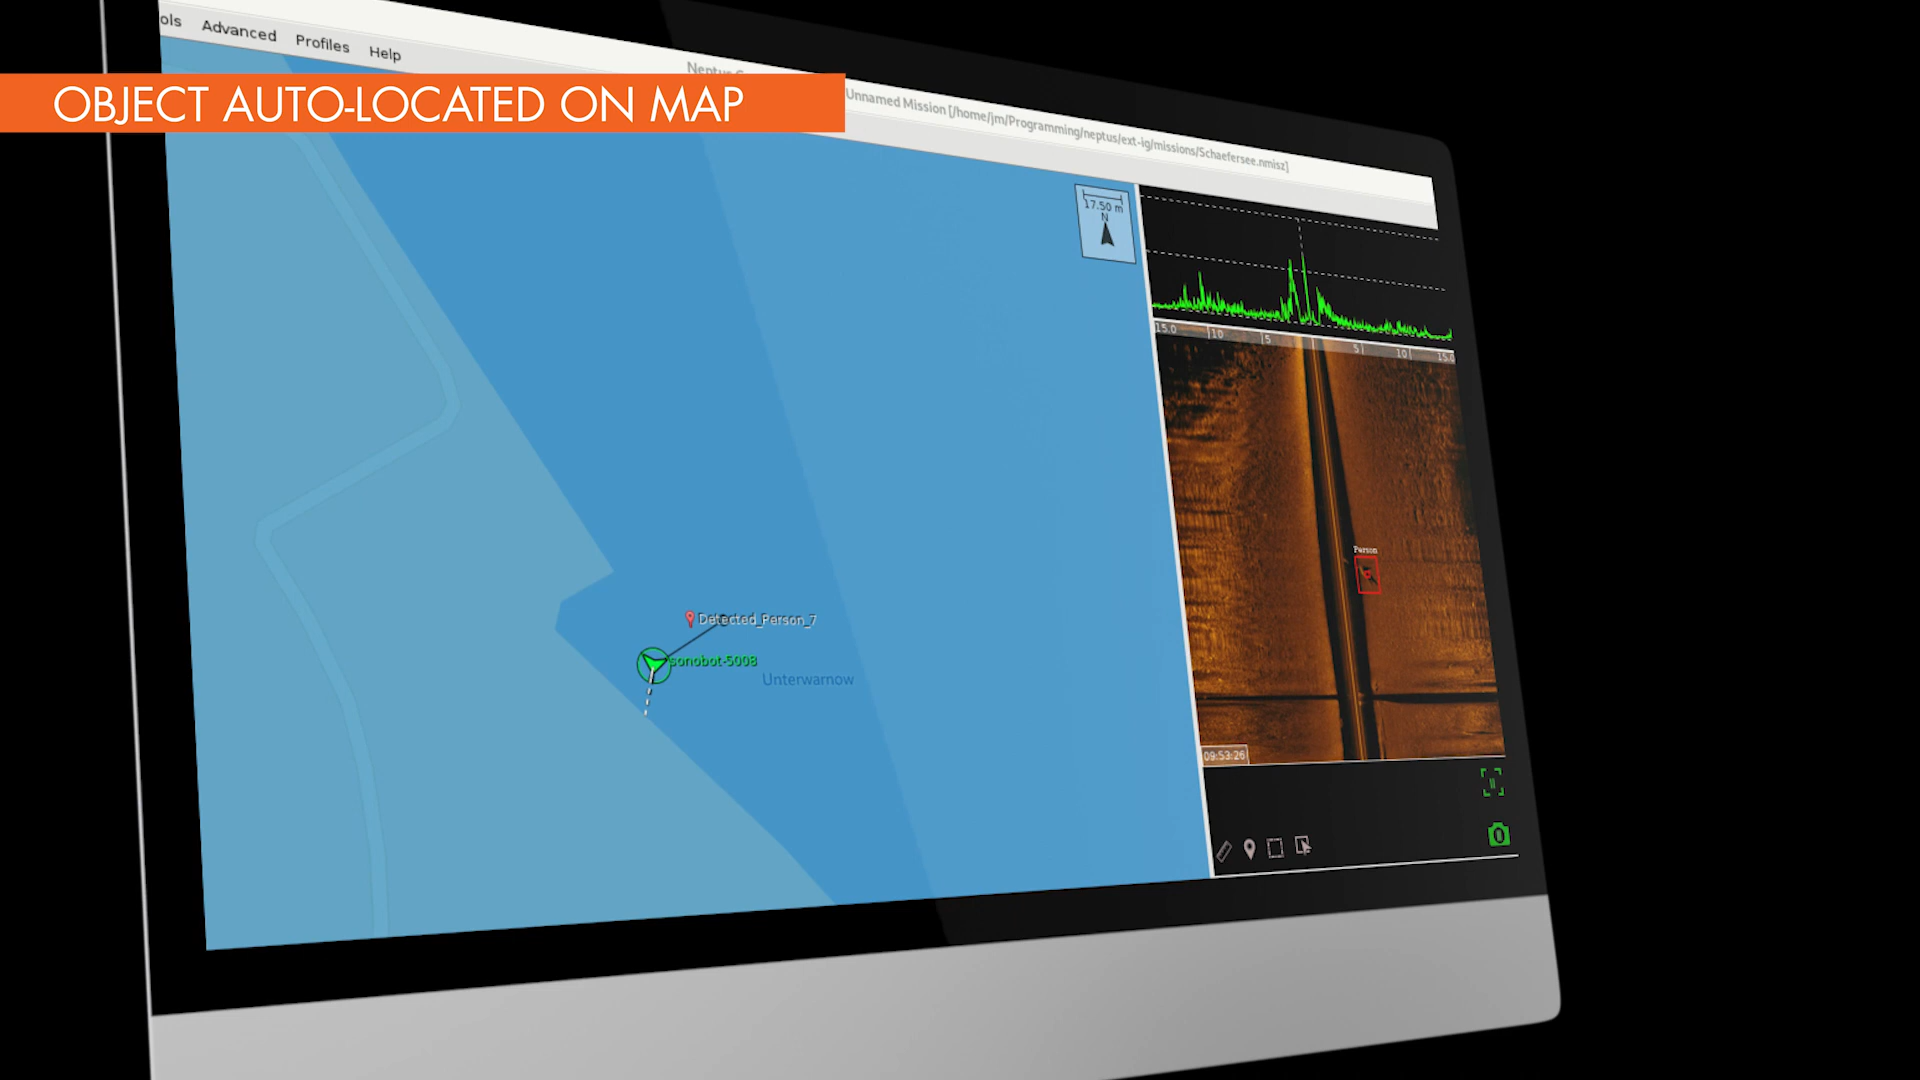 ols Advanced Profiles Help
OBJECT AUTO-LOCATED ON MAP
Unnamed Mission [/home/jm/Programming/neptus/ext-ig/missions/Schaefersee.nmisz]
17.50 m
N
15.0 10 5 5 10 15.0
Person
Detected_Person_7
sonobot-5008
Unterwarnow
09:53:26